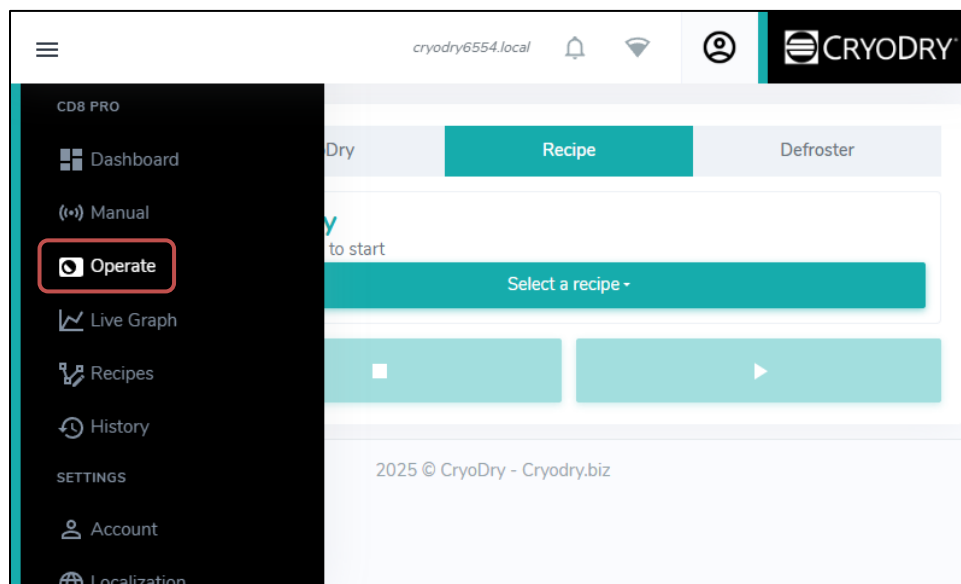 cryodry6554.local
CRYODRY
CD8 PRO
Dashboard
Manual
Operate
Live Graph
Recipes
History
SETTINGS
Account
Localization
Dry
Recipe
Defroster
y
to start
Select a recipe
2025 © CryoDry - Cryodry.biz